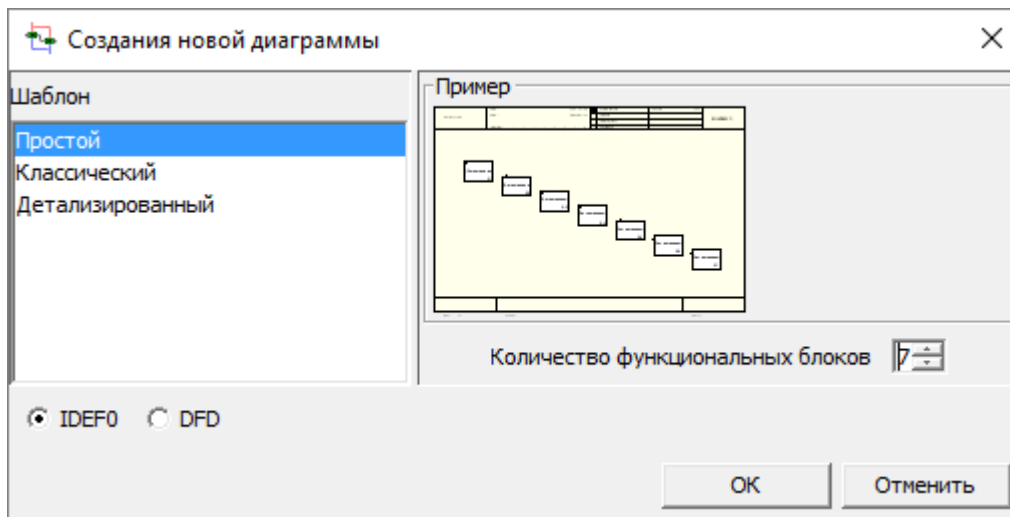 Создания новой диаграммы
Шаблон
Простой
Классический
Детализированный
Пример
Количество функциональных блоков 7
IDEF0 DFD
OK Отменить